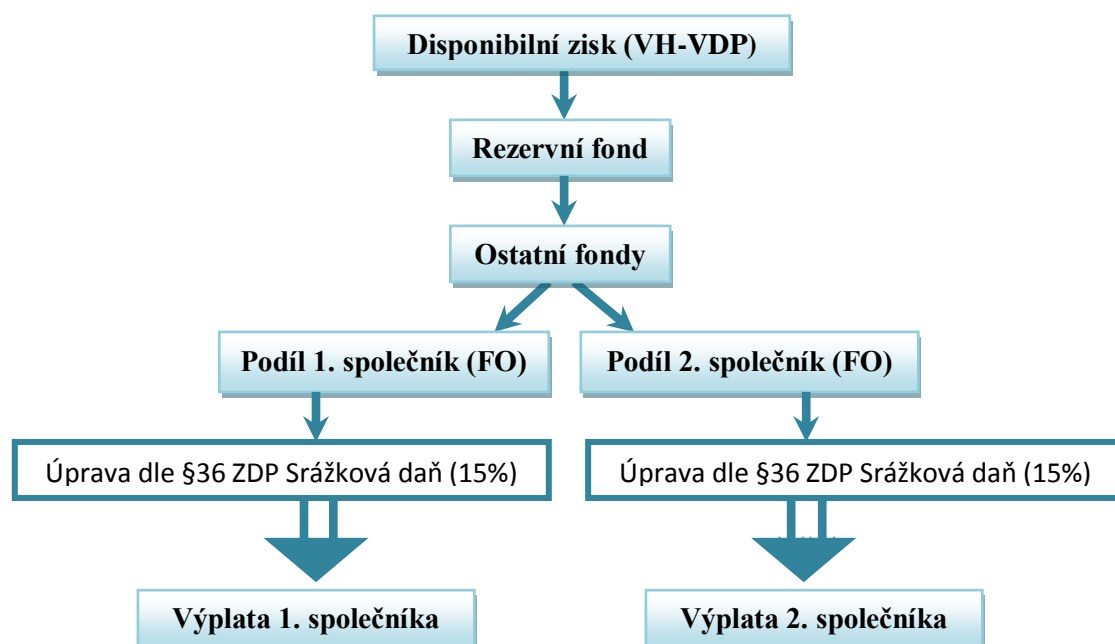 Disponibilní zisk (VH-VDP)
Rezervní fond
Ostatní fondy
Podíl 1. společník (FO)
Podíl 2. společník (FO)
Úprava dle §36 ZDP Srážková daň (15%)
Úprava dle §36 ZDP Srážková daň (15%)
Výplata 1. společníka
Výplata 2. společníka